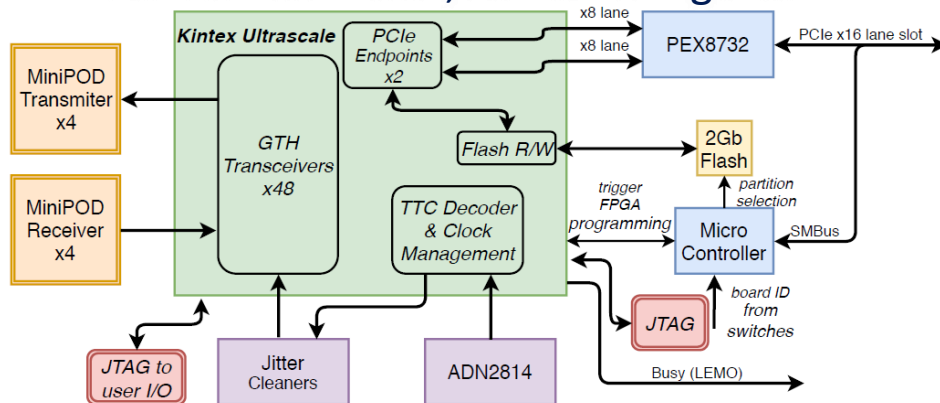 Kintex Ultrascale
PCIe
Endpoints
x2
x8 lane
x8 lane
PEX8732
PCIe x16 lane slot
MiniPOD
Transmiter
x4
GTH
Transceivers
x48
Flash R/W
2Gb
Flash
MiniPOD
Receiver
x4
TTC Decoder
& Clock
Management
trigger
FPGA
programming
partition
selection
Micro
Controller
SMBus
board ID
from
switches
JTAG
JTAG to
user I/O
Jitter
Cleaners
ADN2814
Busy (LEMO)